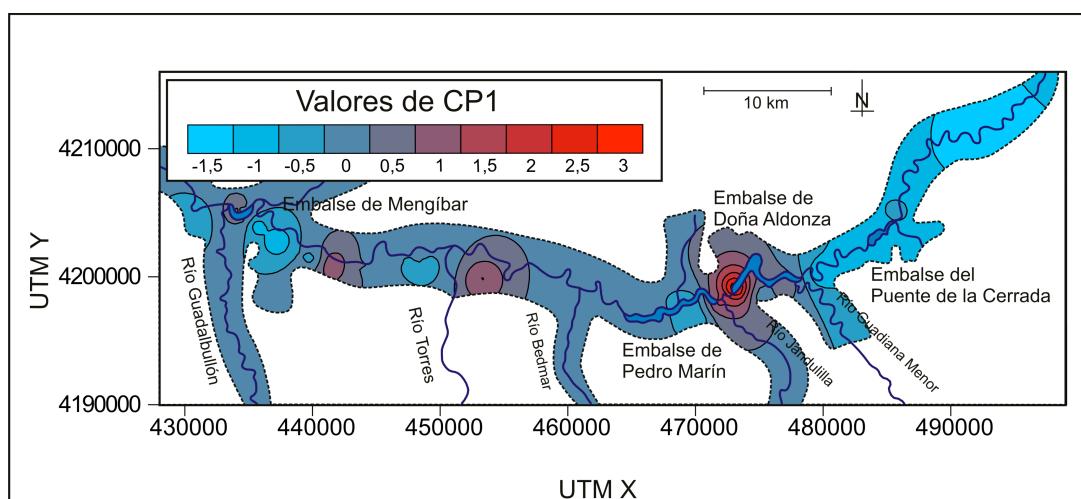 Valores de CP1
-1,5 -1 -0,5 0 0,5 1 1,5 2 2,5 3
10 km
N
4210000
4200000
4190000
UTM Y
Embalse de Mengíbar
Embalse de
Doña Aldonza
Embalse del
Puente de la Cerrada
Embalse de
Pedro Marín
Río Guadalbullón
Río Torres
Río Bedmar
Río Jandulilla
Río Guadiana Menor
430000 440000 450000 460000 470000 480000 490000
UTM X